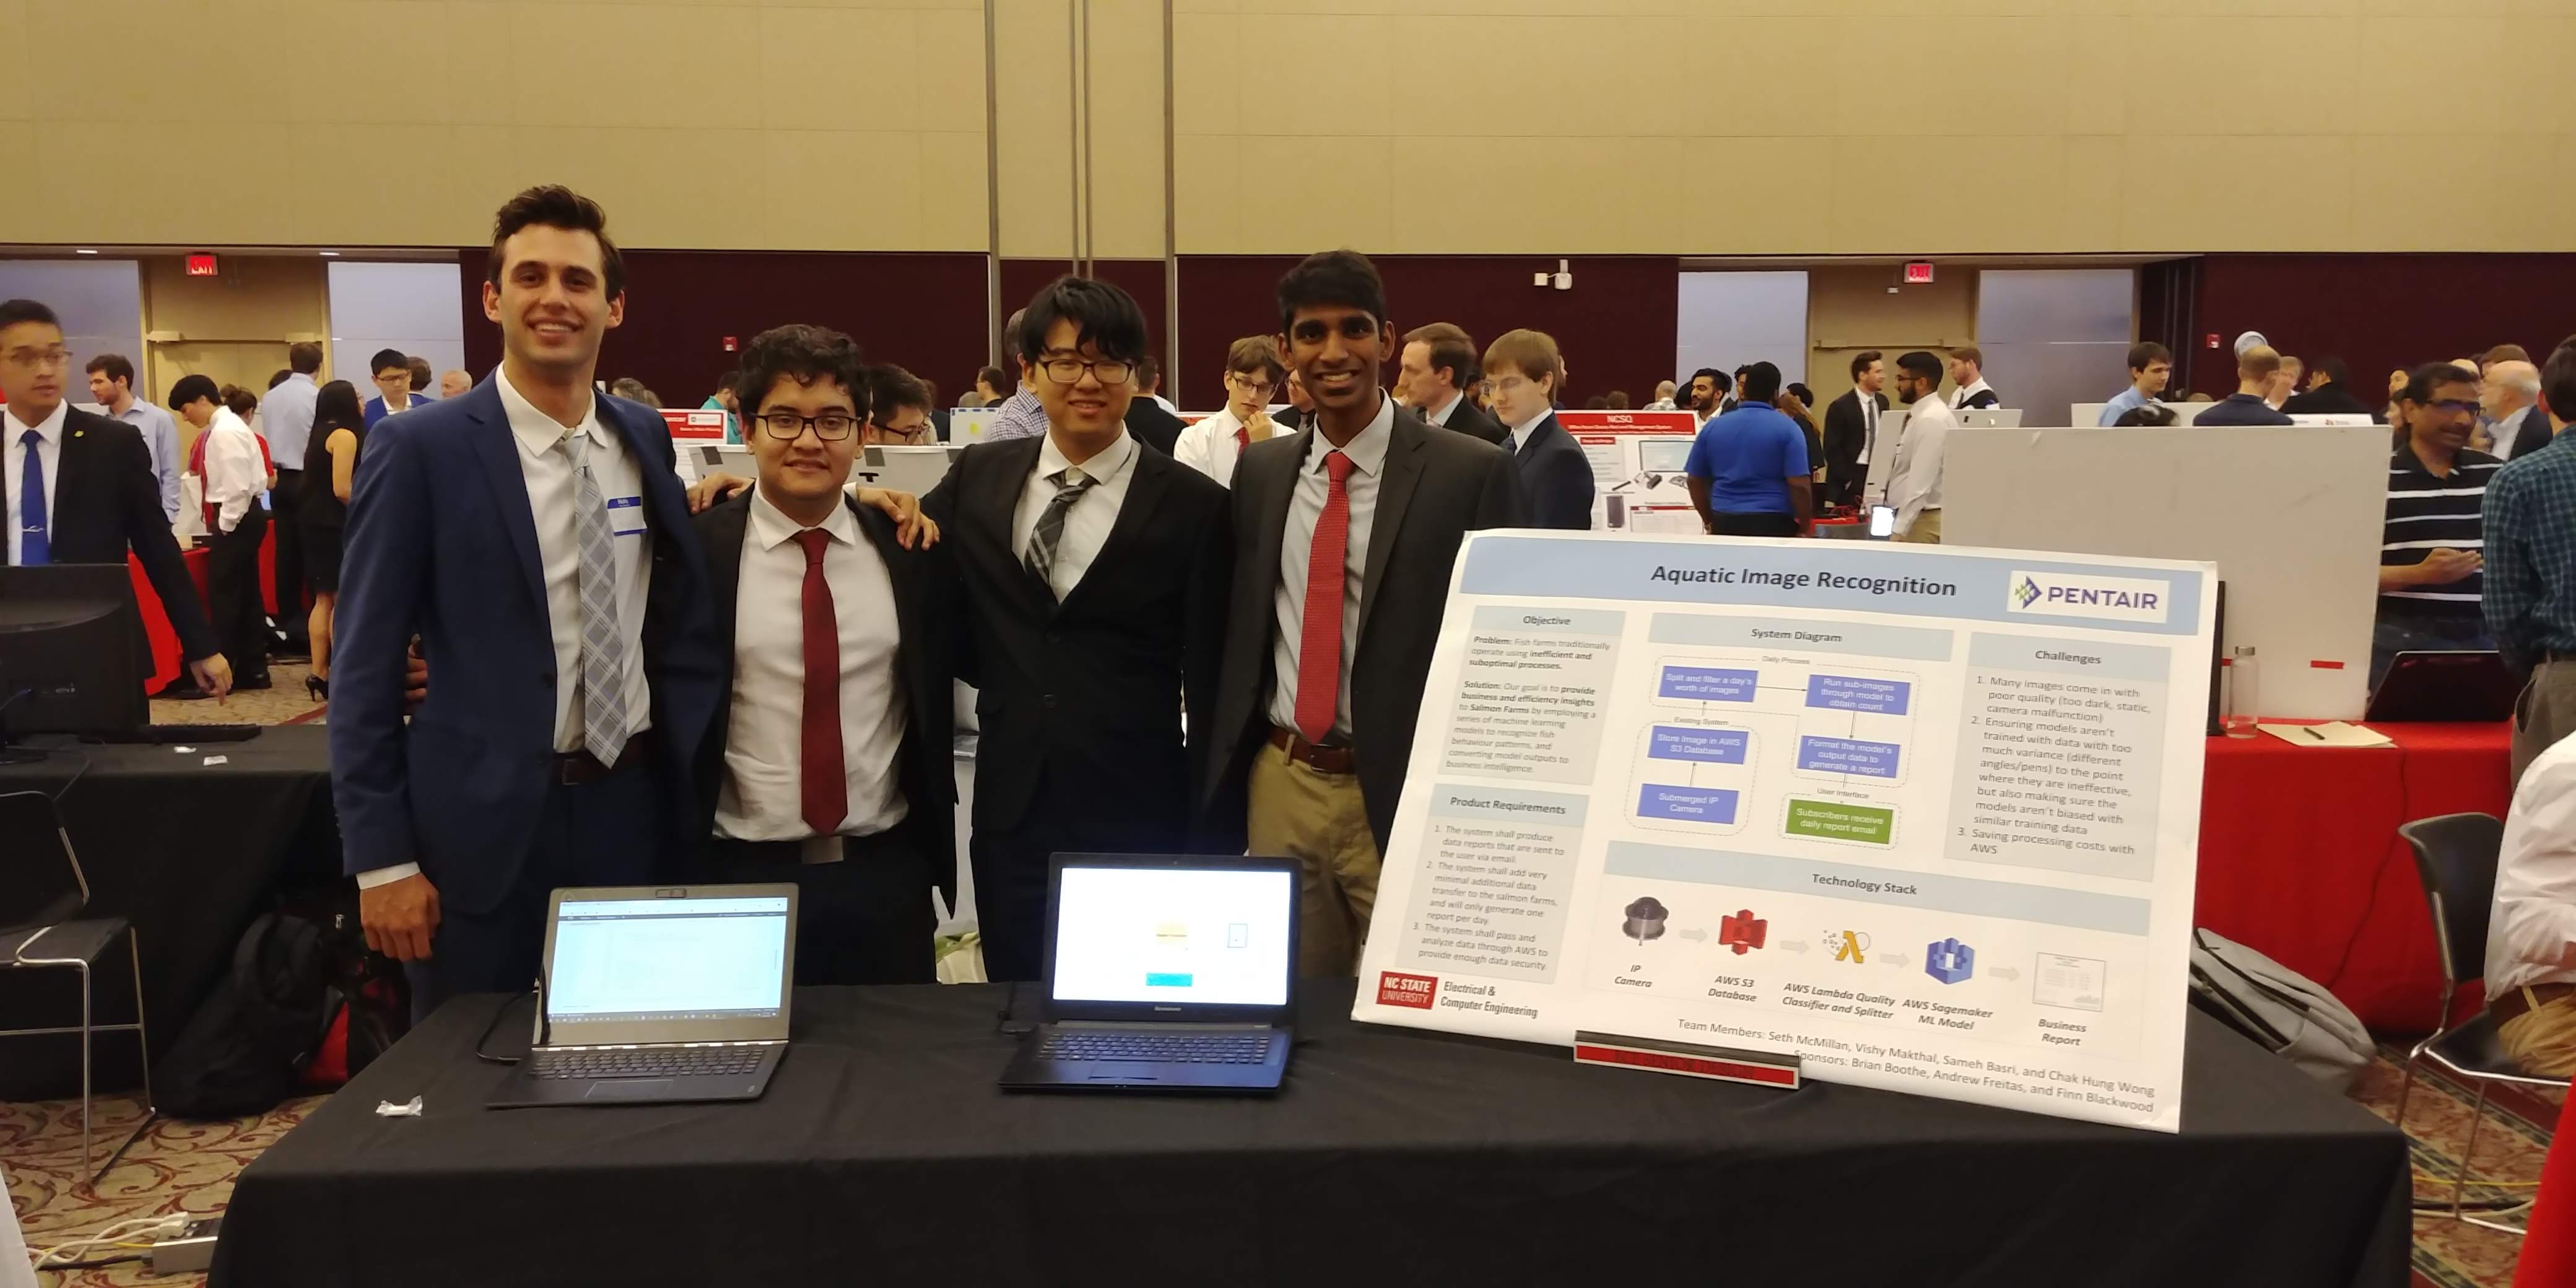 EXIT
EXIT
NCSQ
Aquatic Image Recognition
PENTAIR
Objective
Problem: Fish farms traditionally
operate using inefficient and
suboptimal processes.
Solution: Our goal is to provide
business and efficiency insights
to Salmon Farms by employing a
series of machine learning
models to recognize fish
behaviour patterns, and
converting model outputs to
business intelligence.
Product Requirements
1. The system shall produce
data reports that are sent to
the user via email.
2. The system shall add very
minimal additional data
transfer to the salmon farms,
and will only generate one
report per day.
3. The system shall pass and
analyze data through AWS to
provide enough data security.
System Diagram
Daily Process
Split and filter a day's
worth of images
Run sub-images
through model to
obtain count
Existing System
Store Image in AWS
S3 Database
Format the model's
output data to
generate a report
Submerged IP
Camera
User Interface
Subscribers receive
daily report email
Challenges
1. Many images come in with
poor quality (too dark, static,
camera malfunction)
2. Ensuring models aren't
trained with data with too
much variance (different
angles/pens) to the point
where they are ineffective,
but also making sure the
models aren't biased with
similar training data
3. Saving processing costs with
AWS
Technology Stack
IP
Camera
AWS S3
Database
AWS Lambda Quality
Classifier and Splitter
AWS Sagemaker
ML Model
Business
Report
NC STATE
UNIVERSITY
Electrical &
Computer Engineering
Team Members: Seth McMillan, Vishy Makthal, Sameh Basri, and Chak Hung Wong
Sponsors: Brian Boothe, Andrew Freitas, and Finn Blackwood